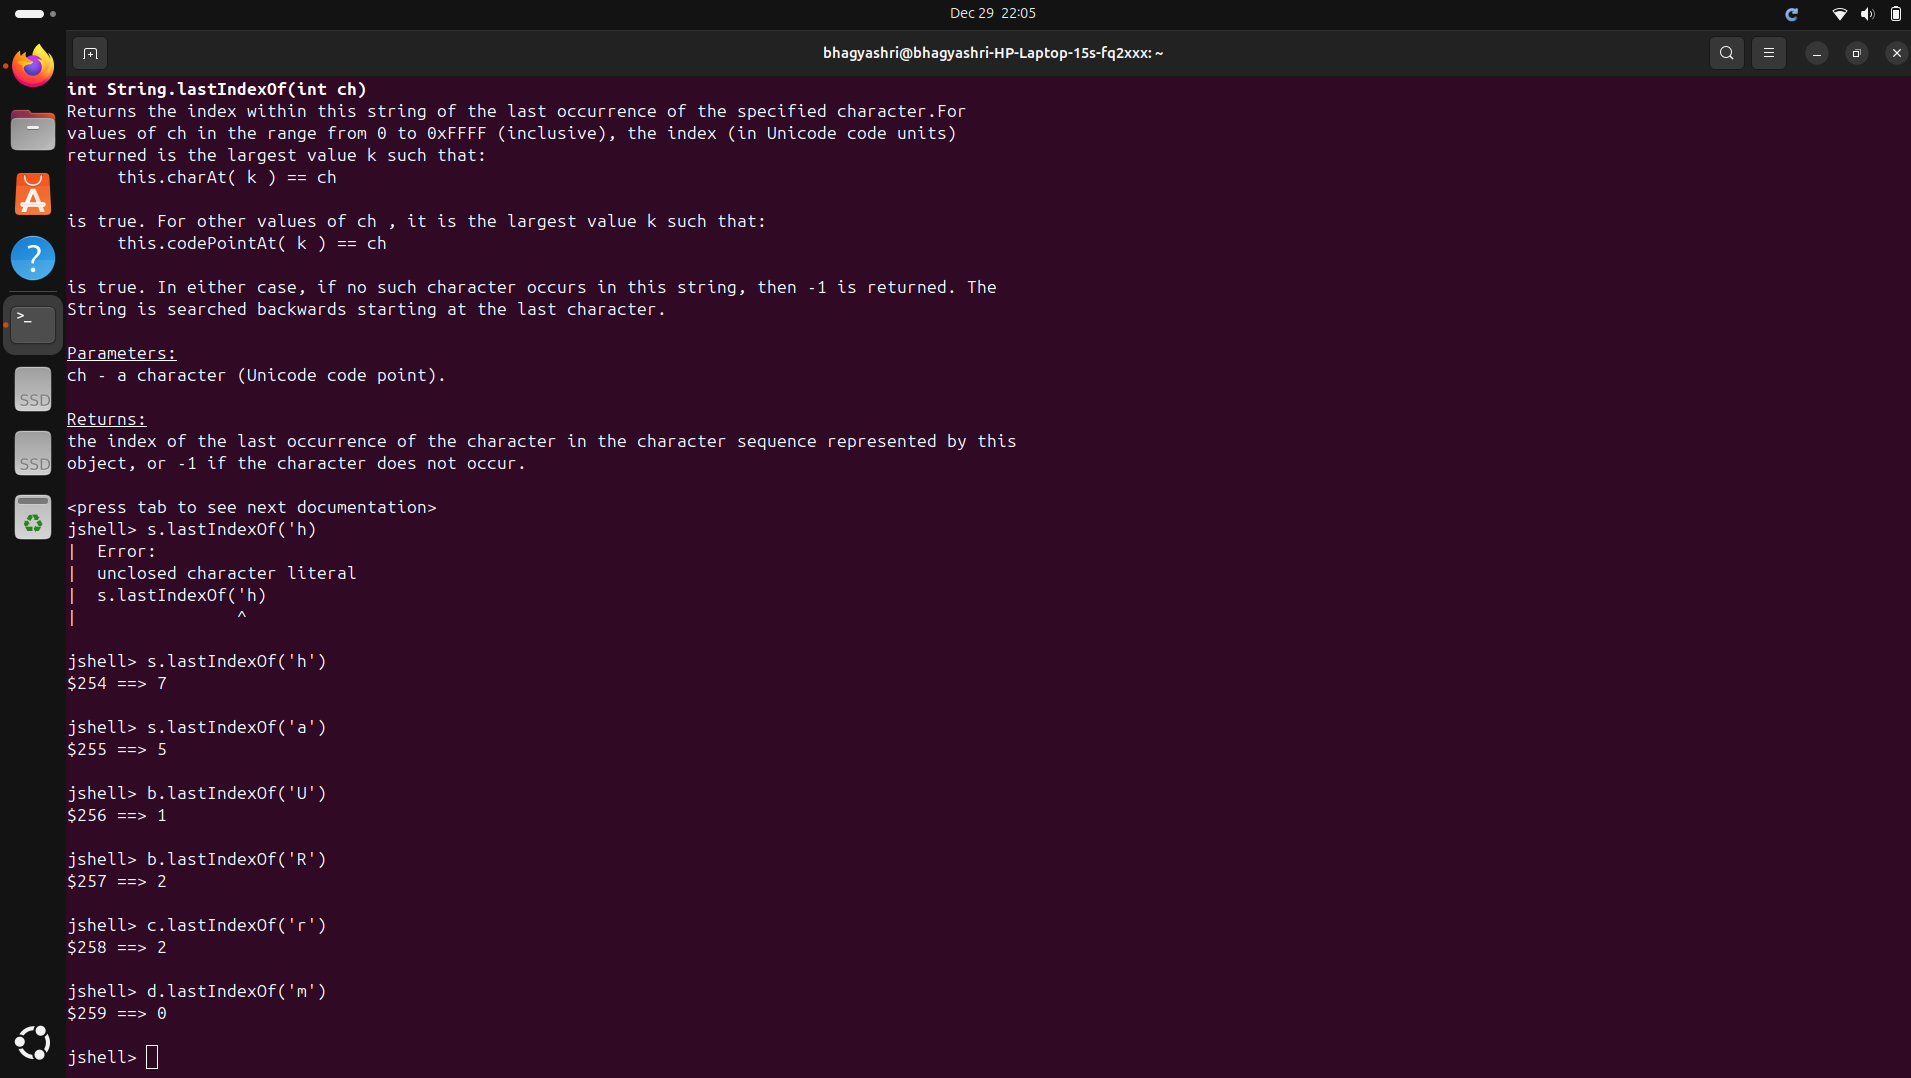 Dec 29 22:05
bhagyashri@bhagyashri-HP-Laptop-15s-fq2xxx: ~
int String.lastIndexOf(int ch)
Returns the index within this string of the last occurrence of the specified character.For
values of ch in the range from 0 to 0xFFFF (inclusive), the index (in Unicode code units)
returned is the largest value k such that:
this.charAt( k ) == ch
is true. For other values of ch , it is the largest value k such that:
this.codePointAt( k ) == ch
is true. In either case, if no such character occurs in this string, then -1 is returned. The
String is searched backwards starting at the last character.
Parameters:
ch - a character (Unicode code point).
Returns:
the index of the last occurrence of the character in the character sequence represented by this
object, or -1 if the character does not occur.
<press tab to see next documentation>
jshell> s.lastIndexOf('h)
|  Error:
|  unclosed character literal
|  s.lastIndexOf('h)
|                ^
jshell> s.lastIndexOf('h')
$254 ==> 7
jshell> s.lastIndexOf('a')
$255 ==> 5
jshell> b.lastIndexOf('U')
$256 ==> 1
jshell> b.lastIndexOf('R')
$257 ==> 2
jshell> c.lastIndexOf('r')
$258 ==> 2
jshell> d.lastIndexOf('m')
$259 ==> 0
jshell>
>_
SSD
SSD